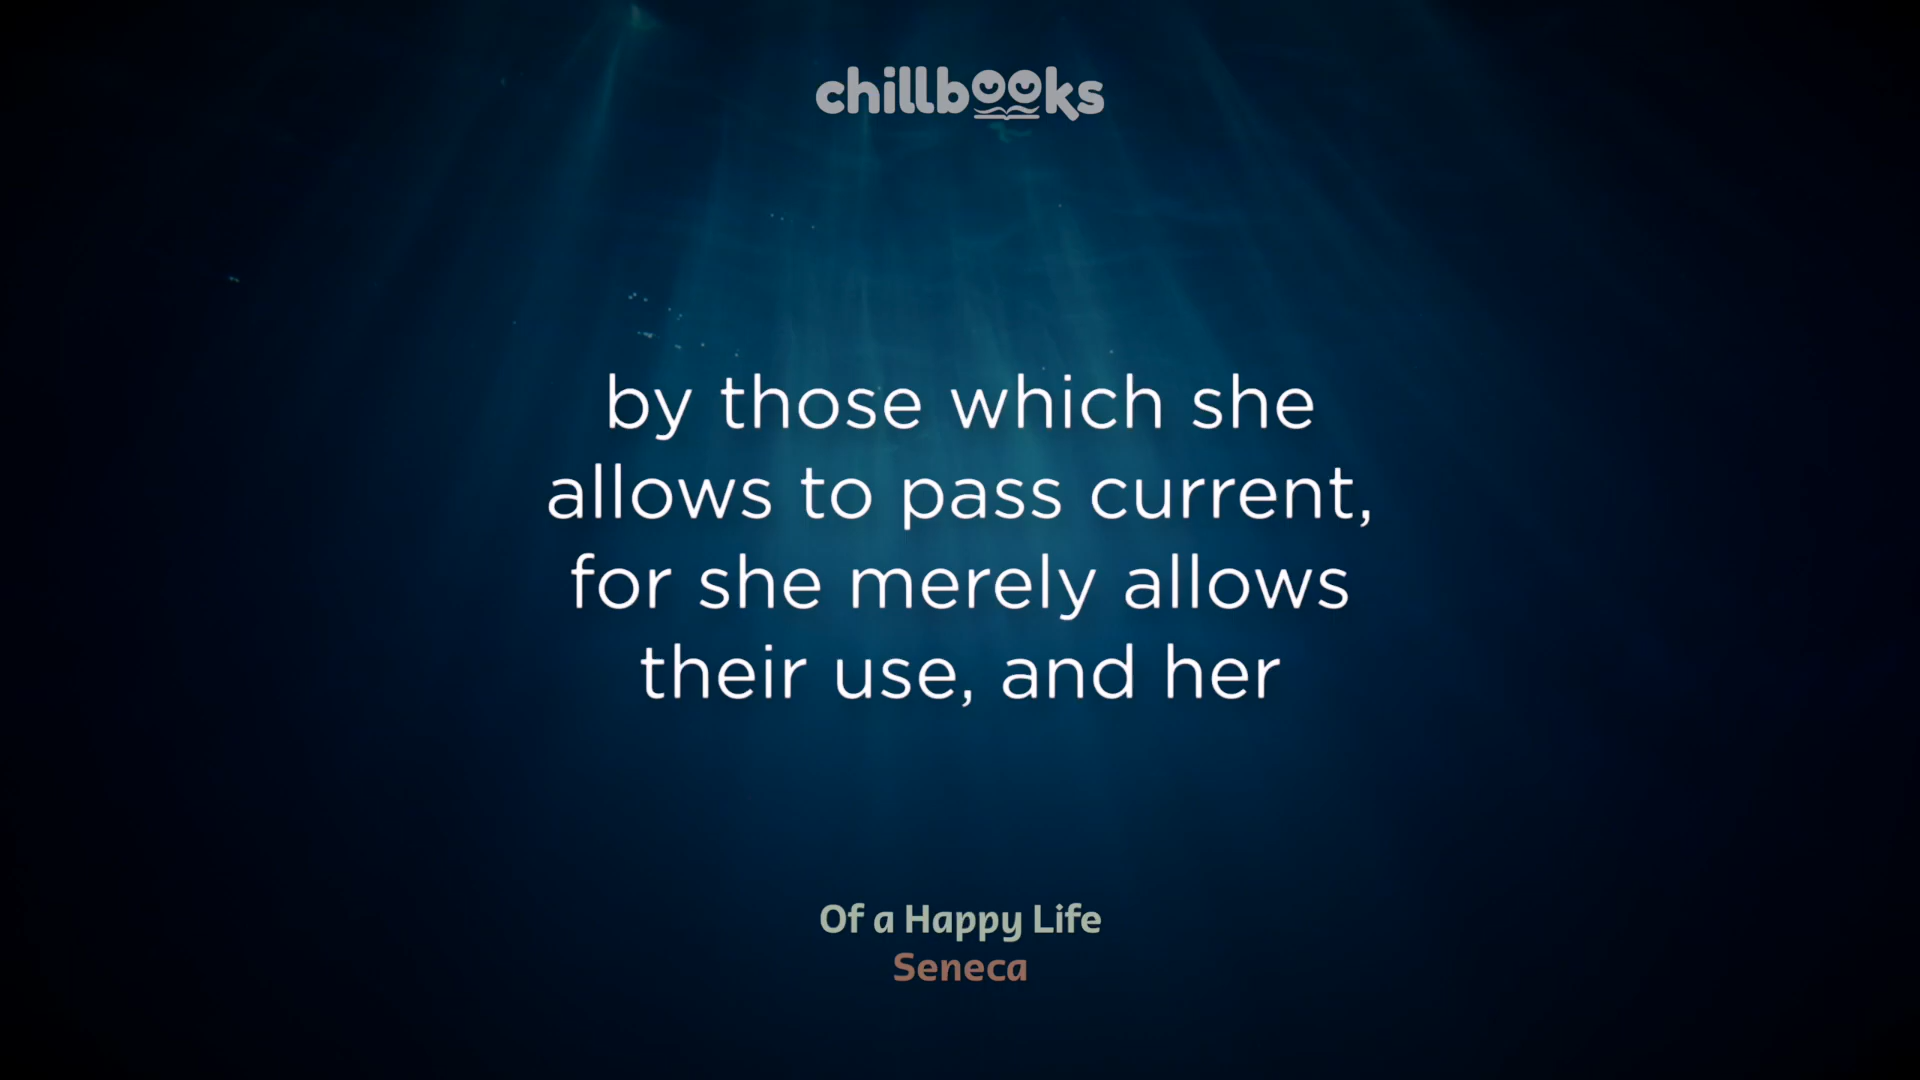 chillbooks
by those which she
allows to pass current,
for she merely allows
their use, and her
Of a Happy Life
Seneca